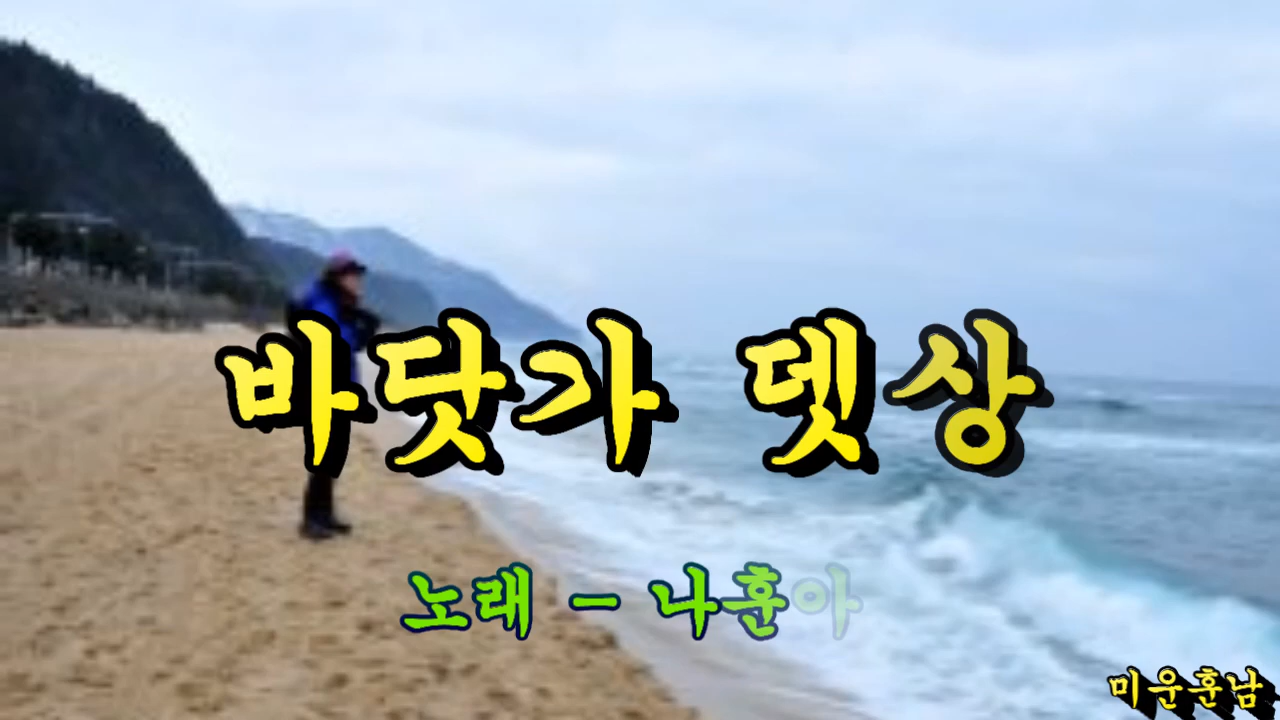 바닷가 뎃상
노래 - 나훈아
미운훈남